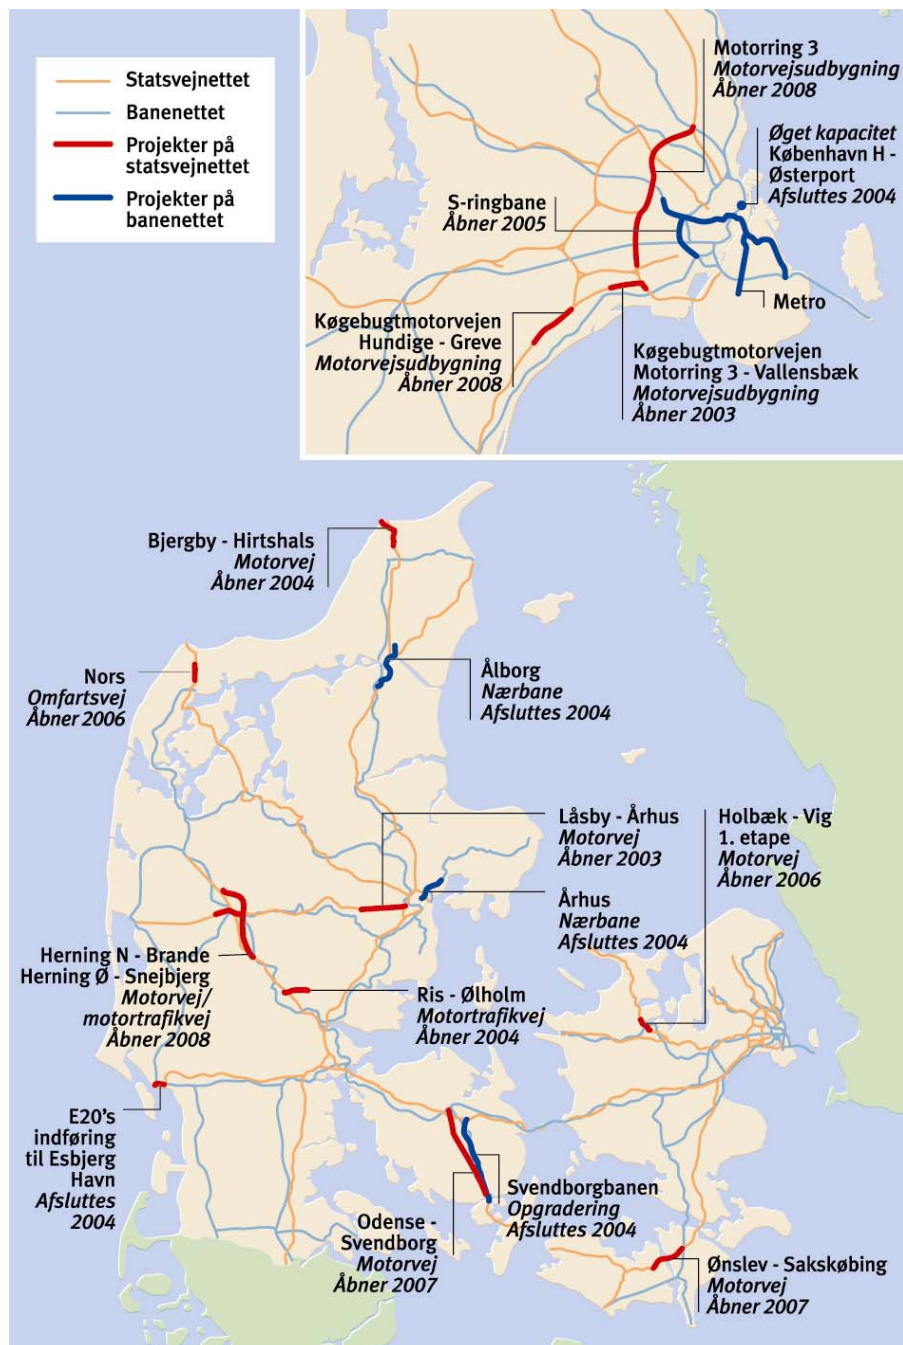 Statsvejnettet
Banenettet
Projekter på
statsvejnettet
Projekter på
banenettet
Motorring 3
Motorvejsudbygning
Åbner 2008
Øget kapacitet
København H -
Østerport
Afsluttes 2004
S-ringbane
Åbner 2005
Metro
Køgebugtmotorvejen
Hundige - Greve
Motorvejsudbygning
Åbner 2008
Køgebugtmotorvejen
Motorring 3 - Vallensbæk
Motorvejsudbygning
Åbner 2003
Bjergby - Hirtshals
Motorvej
Åbner 2004
Nors
Omfartsvej
Åbner 2006
Ålborg
Nærbane
Afsluttes 2004
Låsby - Århus
Motorvej
Åbner 2003
Holbæk - Vig
1. etape
Motorvej
Åbner 2006
Århus
Nærbane
Afsluttes 2004
Herning N - Brande
Herning Ø - Snejbjerg
Motorvej/
motortrafikvej
Åbner 2008
Ris - Ølholm
Motortrafikvej
Åbner 2004
E20's
indføring
til Esbjerg
Havn
Afsluttes
2004
Svendborgbanen
Opgradering
Afsluttes 2004
Odense -
Svendborg
Motorvej
Åbner 2007
Ønslev - Sakskøbing
Motorvej
Åbner 2007